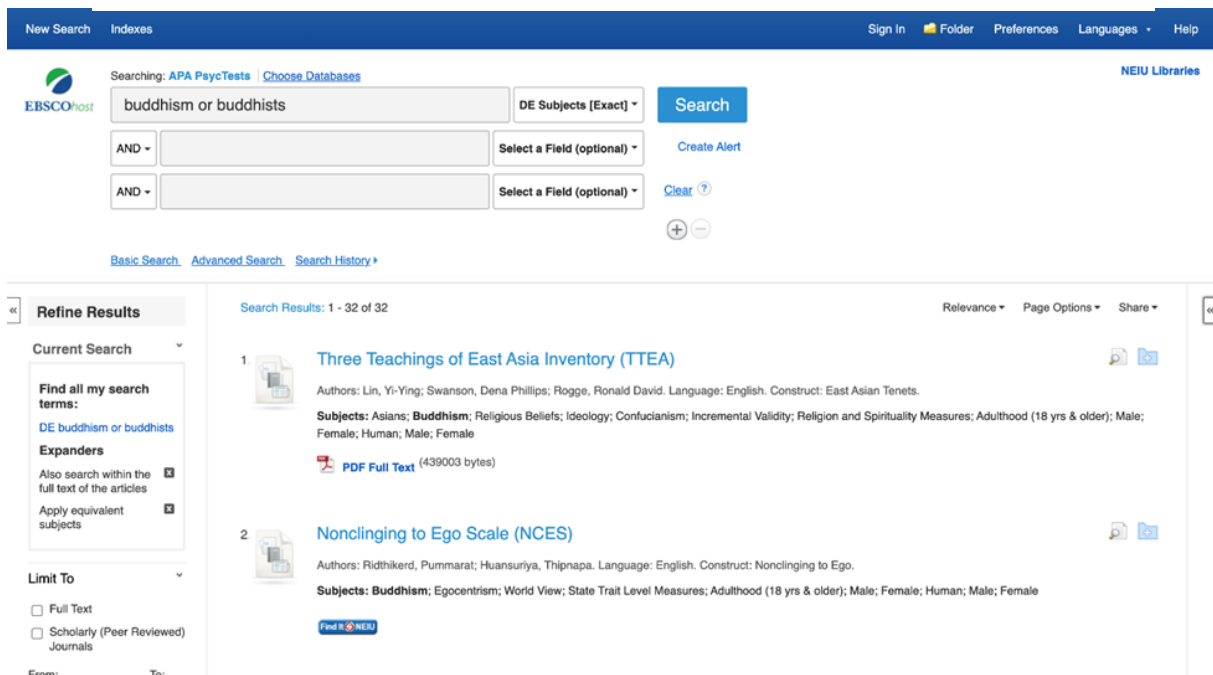 New Search Indexes Sign In Folder Preferences Languages Help
NEIU Libraries
Searching: APA PsycTests Choose Databases
EBSCOhost
buddhism or buddhists DE Subjects [Exact] Search
AND Select a Field (optional) Create Alert
AND Select a Field (optional) Clear ?
Basic Search Advanced Search Search History
Refine Results
Current Search
Find all my search
terms:
DE buddhism or buddhists
Expanders
Also search within the
full text of the articles
Apply equivalent
subjects
Limit To
Full Text
Scholarly (Peer Reviewed)
Journals
From: To:
Search Results: 1 - 32 of 32 Relevance Page Options Share
1. Three Teachings of East Asia Inventory (TTEA)
Authors: Lin, Yi-Ying; Swanson, Dena Phillips; Rogge, Ronald David. Language: English. Construct: East Asian Tenets.
Subjects: Asians; Buddhism; Religious Beliefs; Ideology; Confucianism; Incremental Validity; Religion and Spirituality Measures; Adulthood (18 yrs & older); Male;
Female; Human; Male; Female
PDF Full Text (439003 bytes)
2. Nonclinging to Ego Scale (NCES)
Authors: Ridthikerd, Pummarat; Huansuriya, Thipnapa. Language: English. Construct: Nonclinging to Ego.
Subjects: Buddhism; Egocentrism; World View; State Trait Level Measures; Adulthood (18 yrs & older); Male; Female; Human; Male; Female
Find It @ NEIU